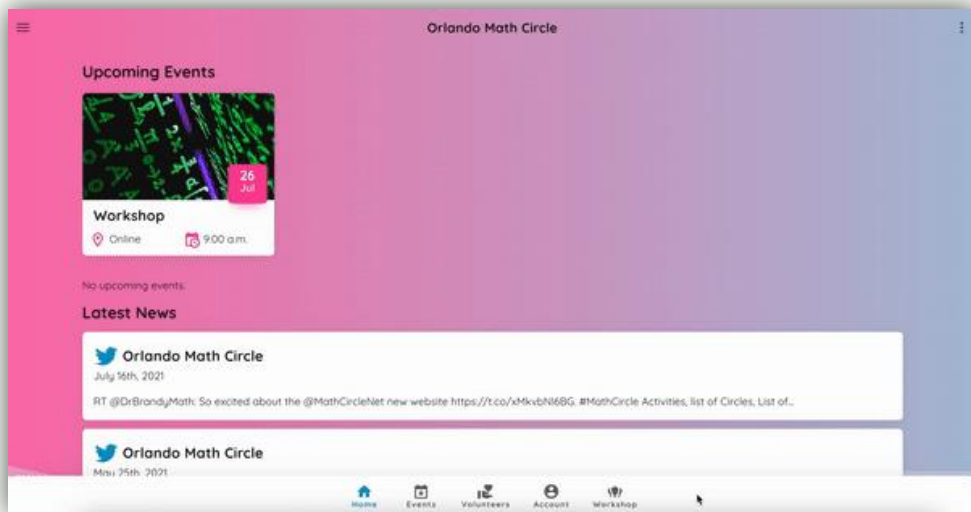 Orlando Math Circle
Upcoming Events
26
Jul
Workshop
Online 9:00 a.m.
No upcoming events.
Latest News
Orlando Math Circle
July 16th, 2021
RT @DrBrandyMath: So excited about the @MathCircleNet new website https://t.co/xMkvbNl6BG. #MathCircle Activities, list of Circles, List of...
Orlando Math Circle
May 25th, 2021
Home Events Volunteers Account Workshop